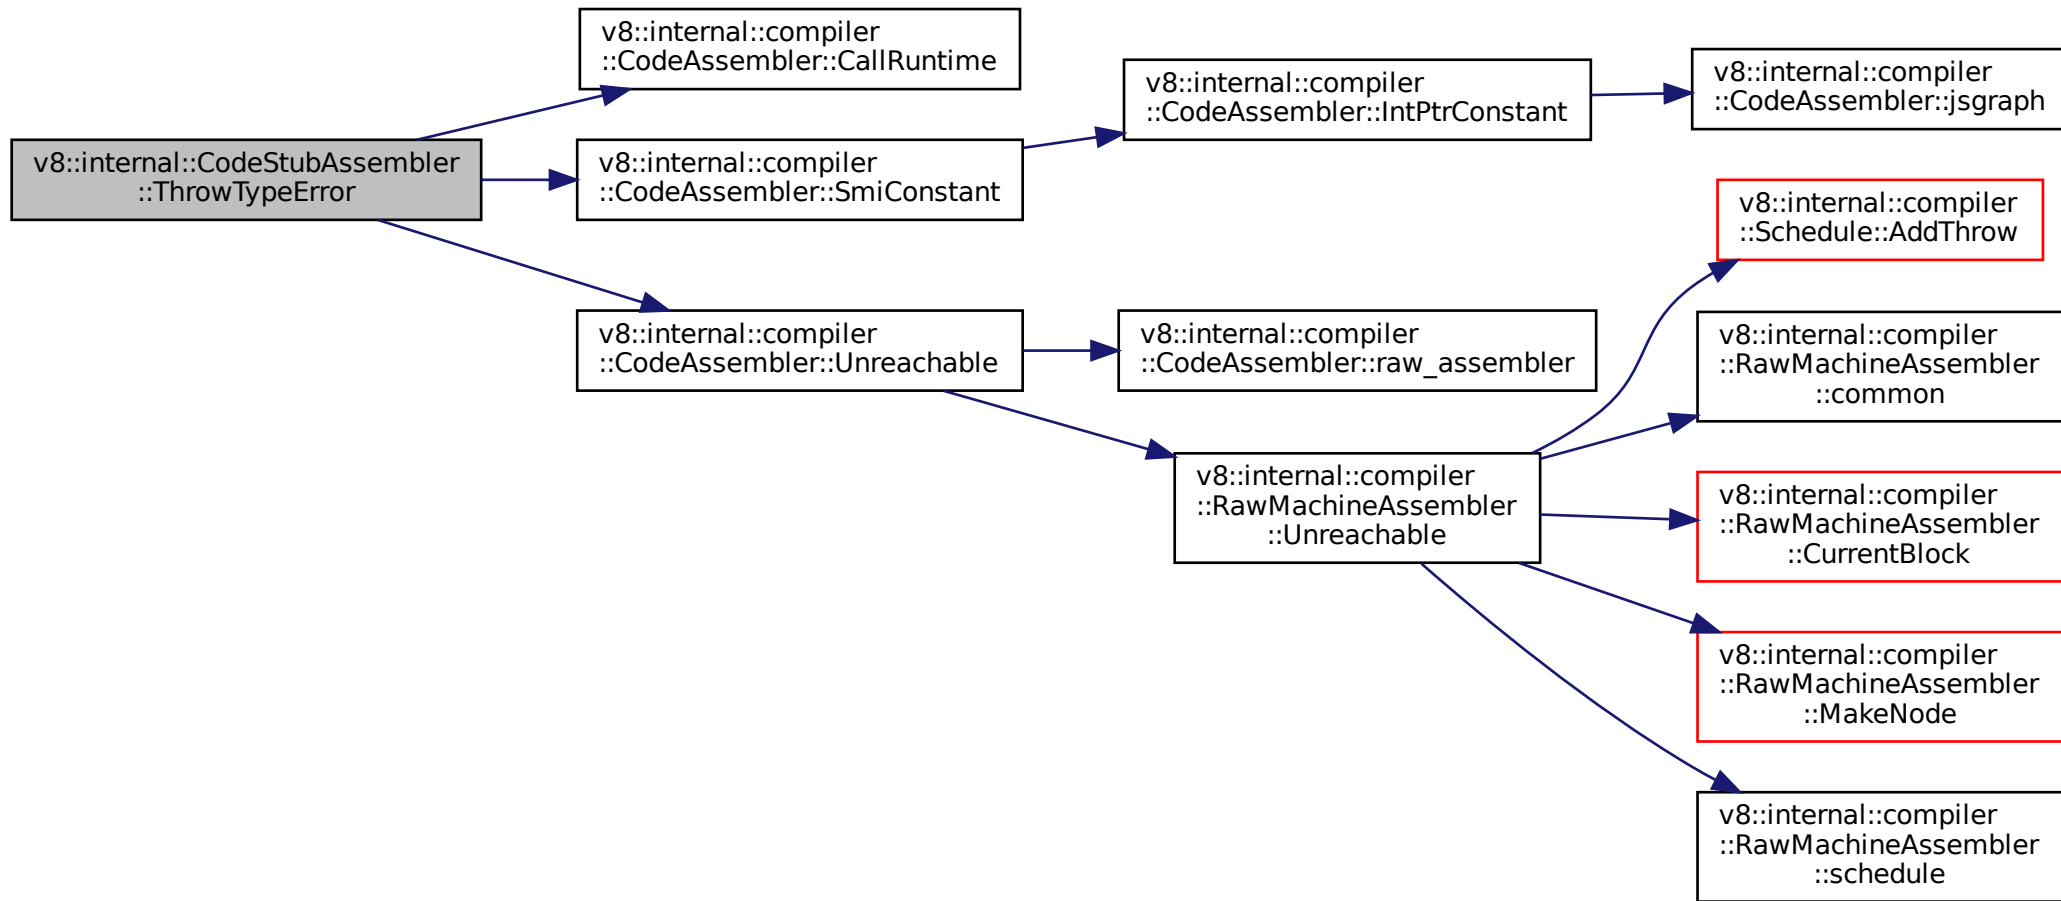 v8::internal::CodeStubAssembler
::ThrowTypeError
v8::internal::compiler
::CodeAssembler::CallRuntime
v8::internal::compiler
::CodeAssembler::SmiConstant
v8::internal::compiler
::CodeAssembler::Unreachable
v8::internal::compiler
::CodeAssembler::IntPtrConstant
v8::internal::compiler
::CodeAssembler::raw_assembler
v8::internal::compiler
::RawMachineAssembler
::Unreachable
v8::internal::compiler
::CodeAssembler::jsgraph
v8::internal::compiler
::Schedule::AddThrow
v8::internal::compiler
::RawMachineAssembler
::common
v8::internal::compiler
::RawMachineAssembler
::CurrentBlock
v8::internal::compiler
::RawMachineAssembler
::MakeNode
v8::internal::compiler
::RawMachineAssembler
::schedule